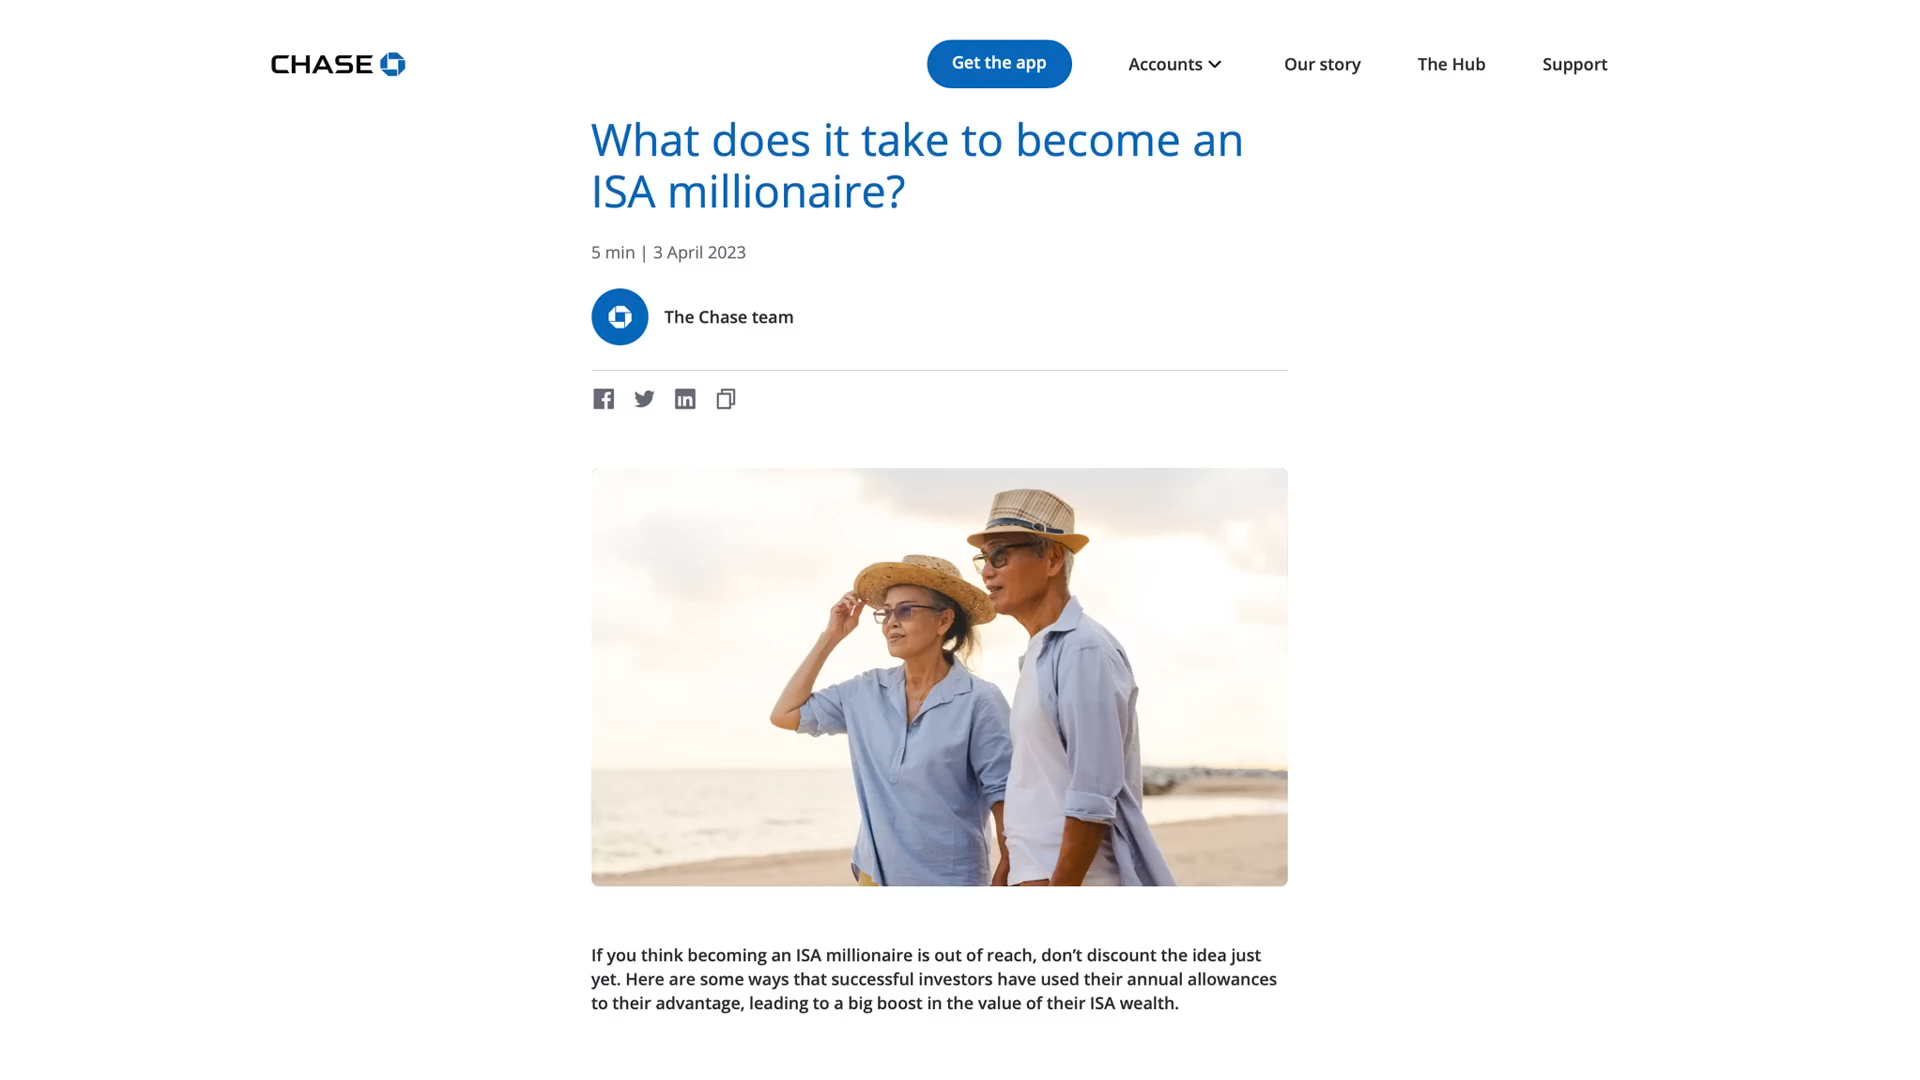 CHASE
Get the app
Accounts
Our story
The Hub
Support
What does it take to become an
ISA millionaire?
5 min | 3 April 2023
The Chase team
If you think becoming an ISA millionaire is out of reach, don’t discount the idea just
yet. Here are some ways that successful investors have used their annual allowances
to their advantage, leading to a big boost in the value of their ISA wealth.